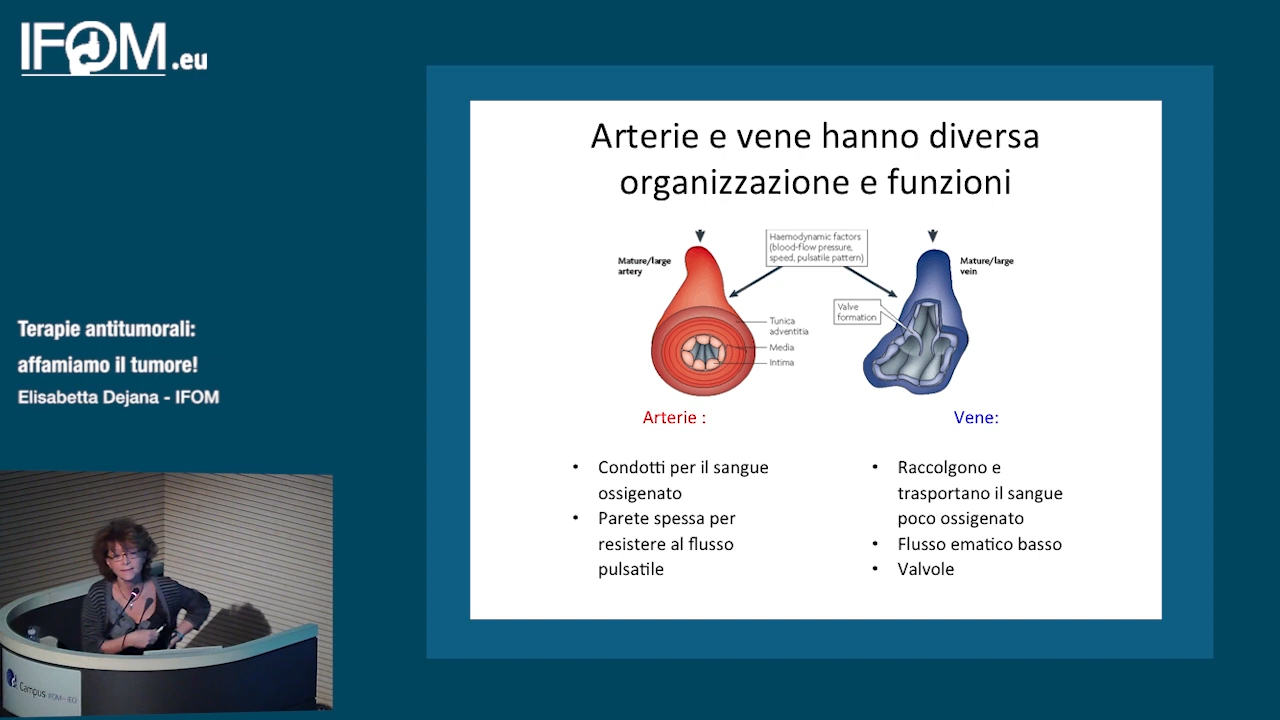 IFOM.eu
Arterie e vene hanno diversa
organizzazione e funzioni
Haemodynamic factors
(blood-flow pressure,
speed, pulsatile pattern)
Mature/large
artery
Mature/large
vein
Valve
formation
Tunica
adventitia
Media
Intima
Arterie :
Vene:
• Condotti per il sangue
ossigenato
• Parete spessa per
resistere al flusso
pulsatile
• Raccolgono e
trasportano il sangue
poco ossigenato
• Flusso ematico basso
• Valvole
Terapie antitumorali:
affamiamo il tumore!
Elisabetta Dejana - IFOM
Campus IFOM-IEO